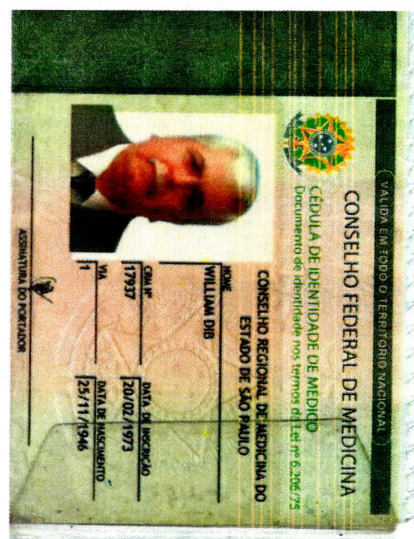 VÁLIDA EM TODO O TERRITÓRIO NACIONAL
CONSELHO FEDERAL DE MEDICINA
CÉDULA DE IDENTIDADE DE MÉDICO
Documento de identidade nos termos da Lei nº 6.206/75
CONSELHO REGIONAL DE MEDICINA DO
ESTADO DE SÃO PAULO
NOME
WILLIAM DIB
CRM Nº
17937
DATA DE INSCRIÇÃO
20/02/1973
VIA
1
DATA DE NASCIMENTO
25/11/1946
ASSINATURA DO PORTADOR